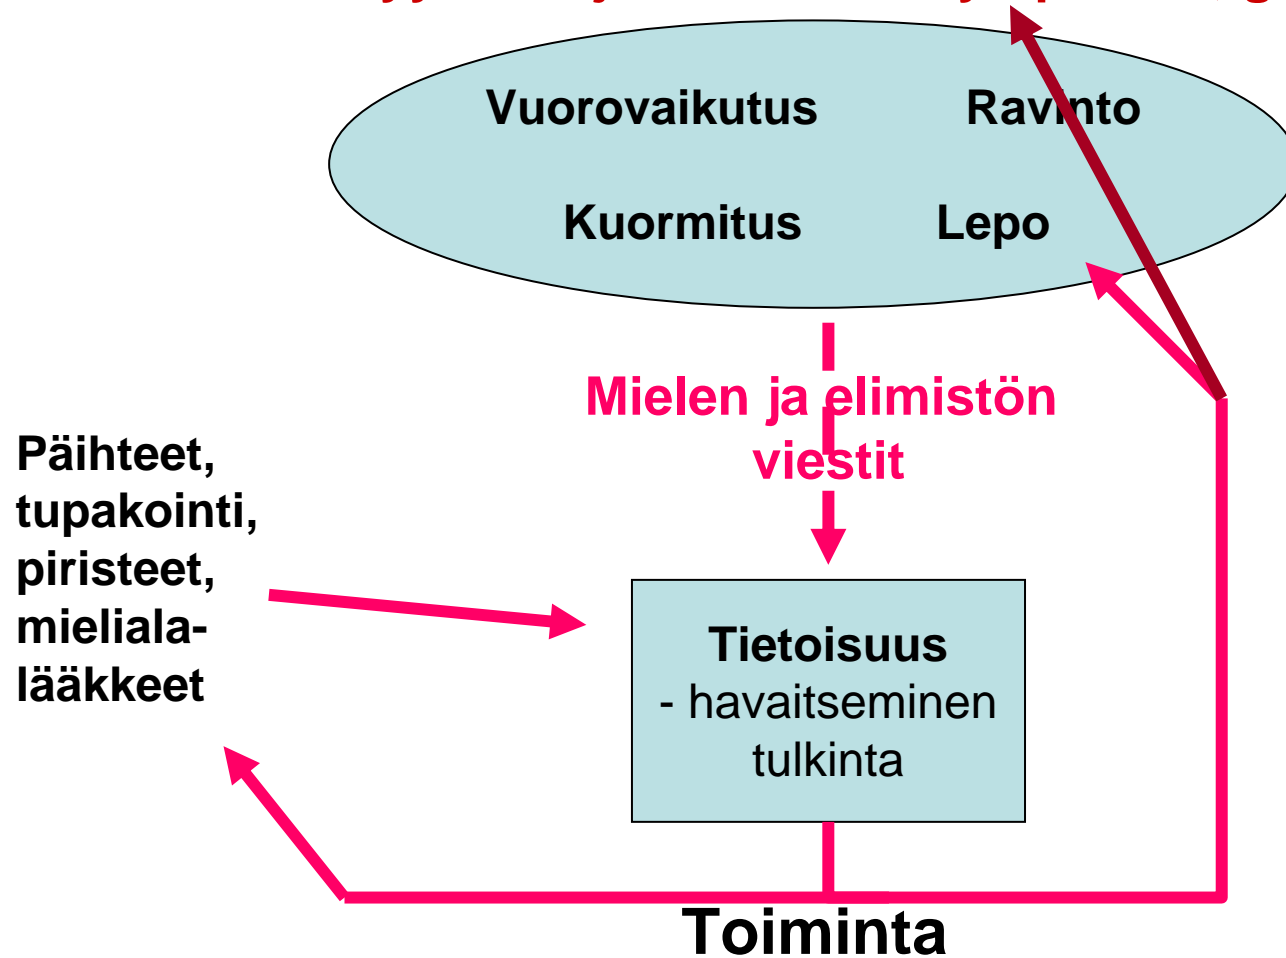 Vuorovaikutus Ravinto
Kuormitus Lepo
Mielen ja elimistön
viestit
Päihteet,
tupakointi,
piristeet,
mieliala-
lääkkeet
Tietoisuus
- havaitseminen
tulkinta
Toiminta